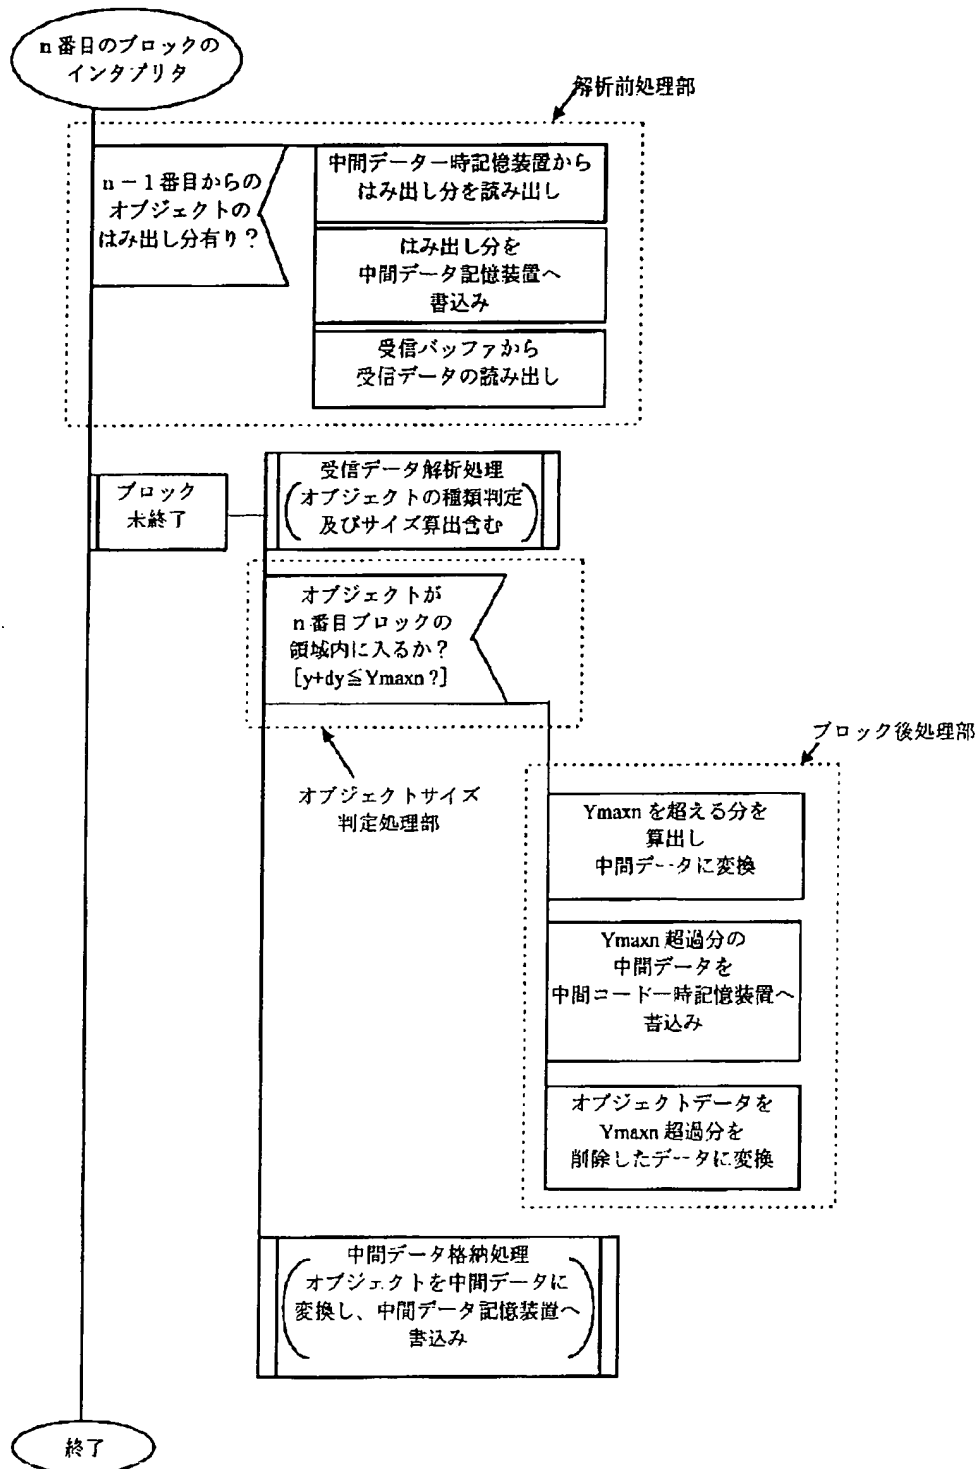 n番目のブロックの
インタプリタ
解析前処理部
n-1番目からの
オブジェクトの
はみ出し分有り?
中間データ一時記憶装置から
はみ出し分を読み出し
はみ出し分を
中間データ記憶装置へ
書込み
受信バッファから
受信データの読み出し
ブロック
未終了
受信データ解析処理
オブジェクトの種類判定
及びサイズ算出含む
オブジェクトが
n番目ブロックの
領域内に入るか?
[y+dy≦Ymaxn?]
オブジェクトサイズ
判定処理部
ブロック後処理部
Ymaxnを超える分を
算出し
中間データに変換
Ymaxn超過分の
中間データを
中間コード一時記憶装置へ
書込み
オブジェクトデータを
Ymaxn超過分を
削除したデータに変換
中間データ格納処理
オブジェクトを中間データに
変換し、中間データ記憶装置へ
書込み
終了